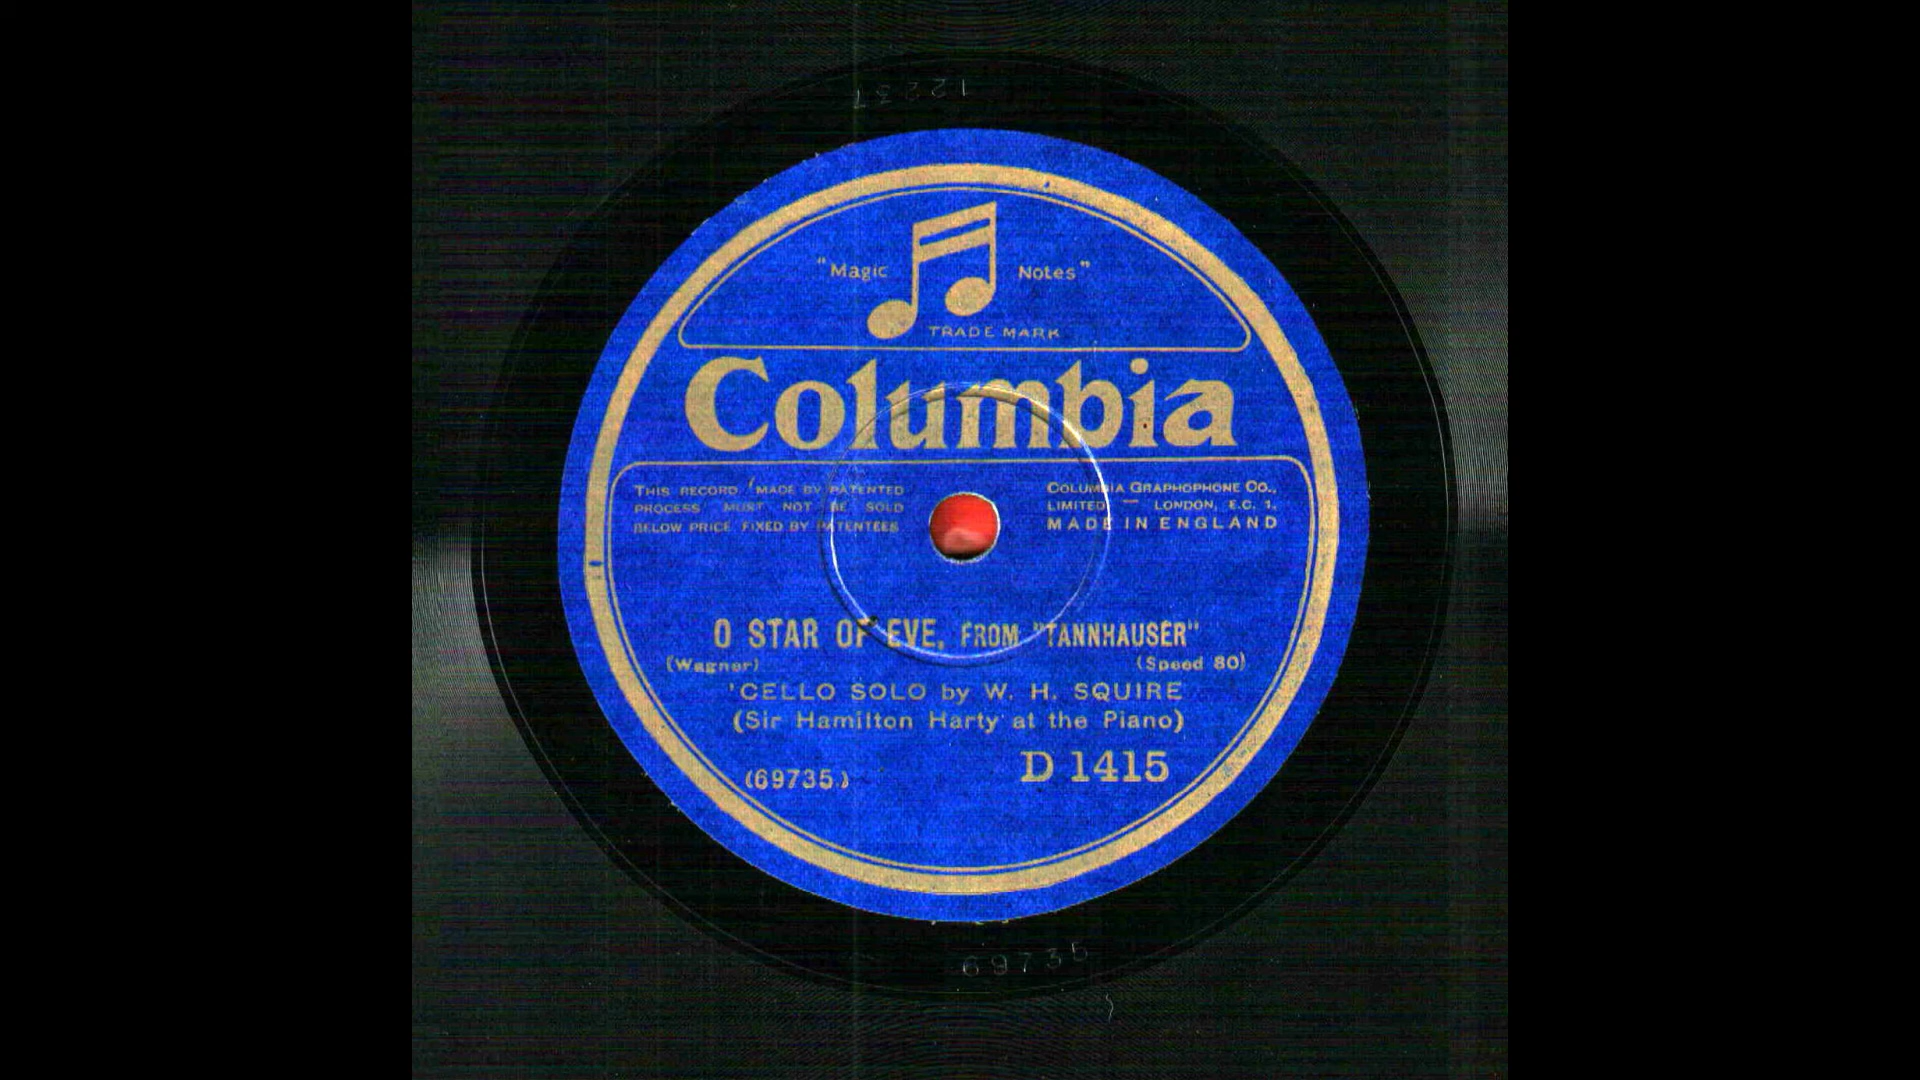 12237
"Magic Notes"
TRADE MARK
Columbia
THIS RECORD MADE BY PATENTED
PROCESS MUST NOT BE SOLD
BELOW PRICE FIXED BY PATENTEES
COLUMBIA GRAPHOPHONE CO.,
LIMITED — LONDON, E.C. 1.
MADE IN ENGLAND
O STAR OF EVE, FROM "TANNHAUSER"
(Wagner) (Speed 80)
'CELLO SOLO by W. H. SQUIRE
(Sir Hamilton Harty at the Piano)
D 1415
(69735.)
69735